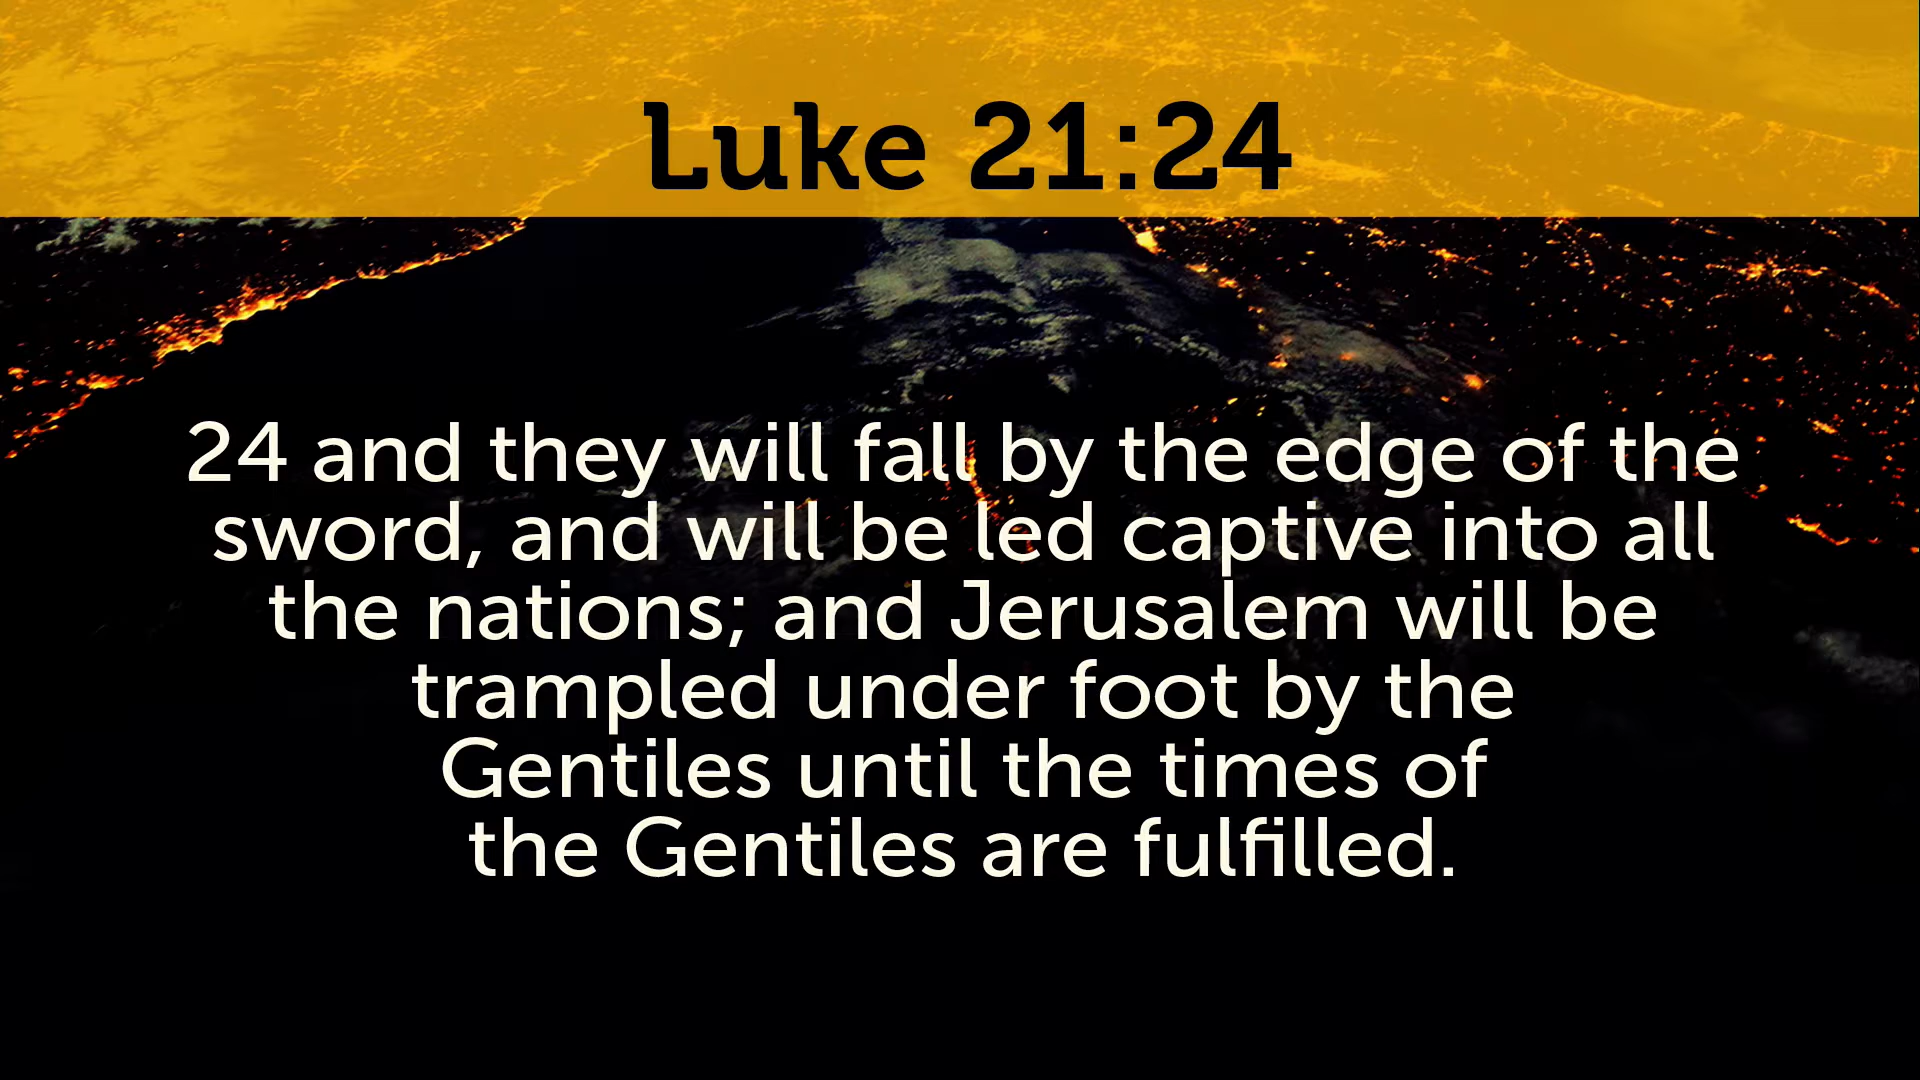 Luke 21:24
24 and they will fall by the edge of the
sword, and will be led captive into all
the nations; and Jerusalem will be
trampled under foot by the
Gentiles until the times of
the Gentiles are fulfilled.